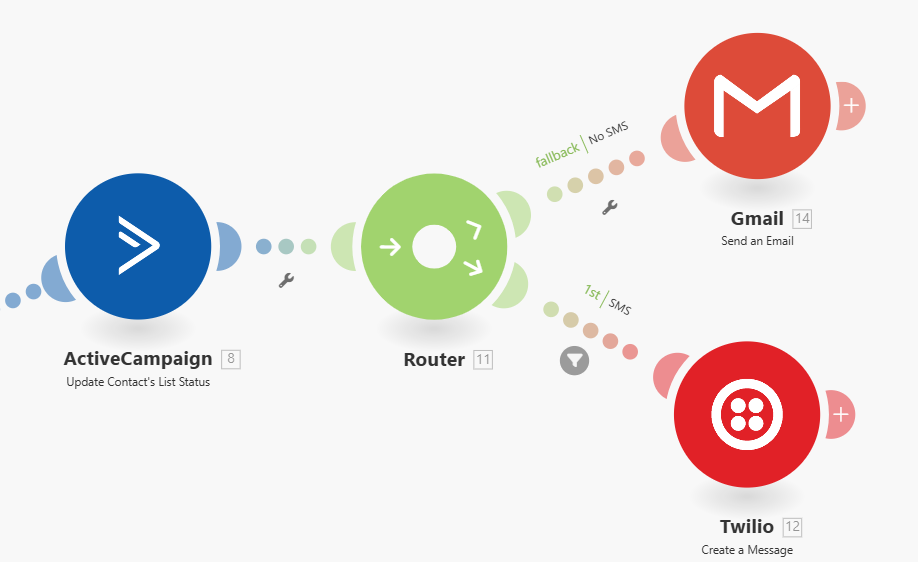 fallback | No SMS
Gmail 14
Send an Email
1st | SMS
ActiveCampaign 8
Update Contact's List Status
Router 11
Twilio 12
Create a Message